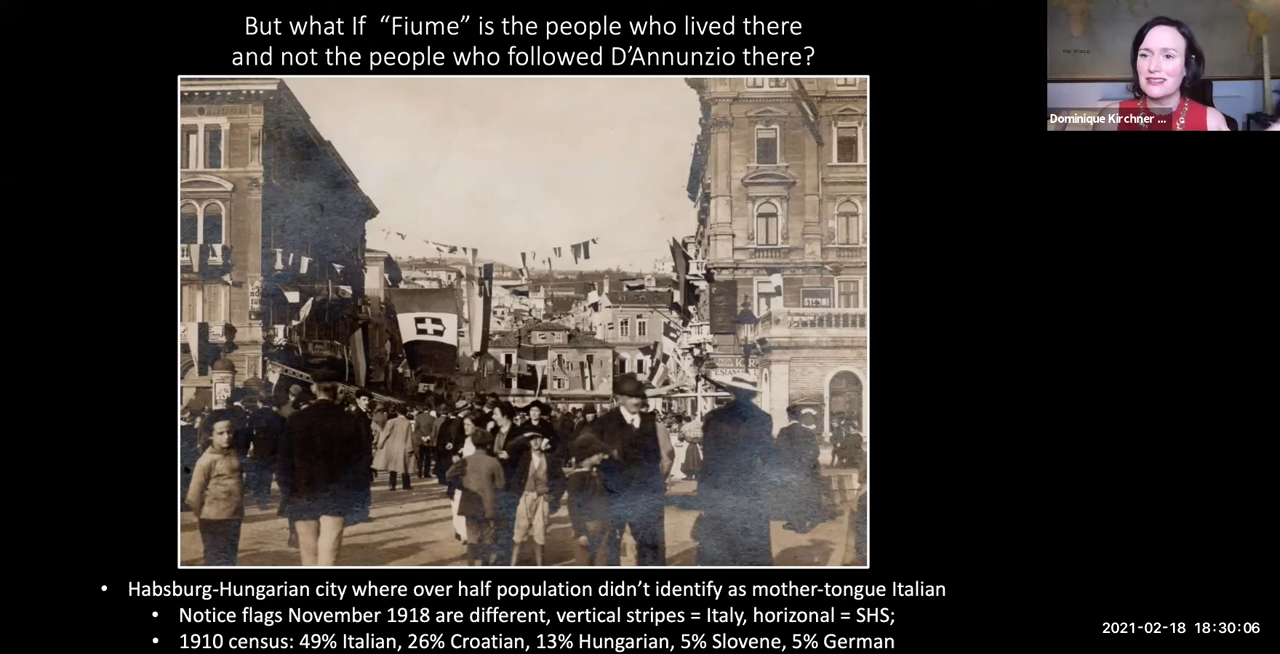 But what If “Fiume” is the people who lived there
and not the people who followed D’Annunzio there?
THE WORLD
Dominique Kirchner ...
• Habsburg-Hungarian city where over half population didn’t identify as mother-tongue Italian
• Notice flags November 1918 are different, vertical stripes = Italy, horizonal = SHS;
• 1910 census: 49% Italian, 26% Croatian, 13% Hungarian, 5% Slovene, 5% German
2021-02-18 18:30:06